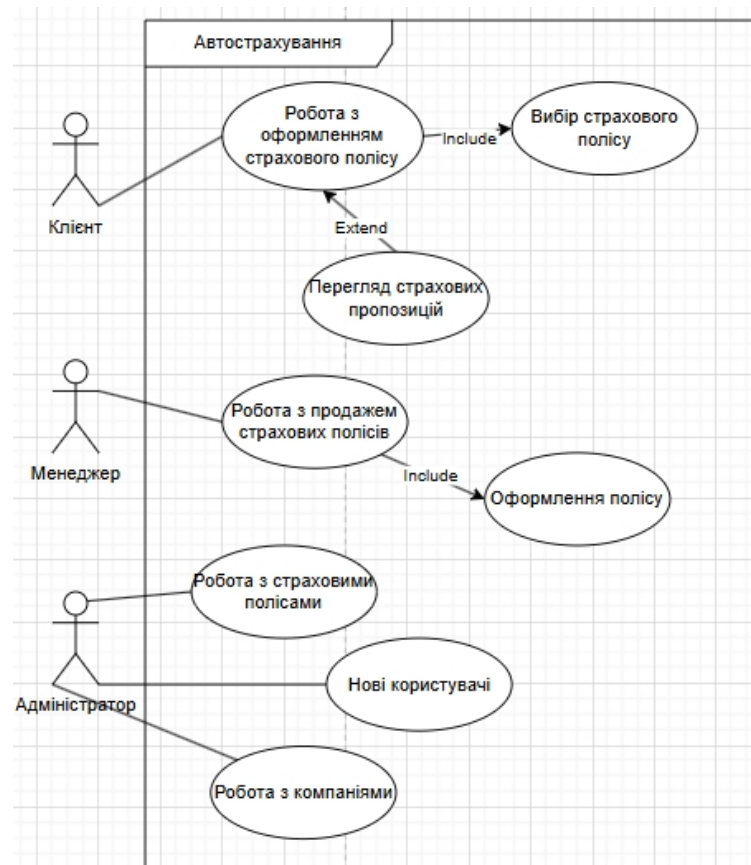 Автострахування
Робота з
оформленням
страхового полісу
Include
Вибір страхового
полісу
Клієнт
Extend
Перегляд страхових
пропозицій
Менеджер
Робота з продажем
страхових полісів
Include
Оформлення полісу
Робота з страховими
полісами
Адміністратор
Нові користувачі
Робота з компаніями